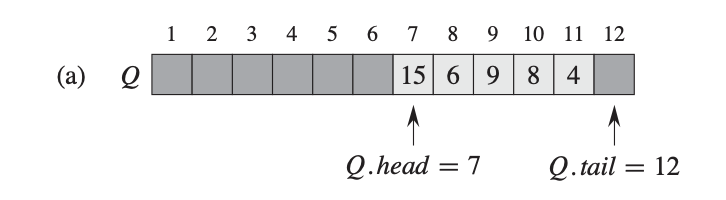 1 2 3 4 5 6 7 8 9 10 11 12
(a) Q 15 6 9 8 4
Q.head = 7 Q.tail = 12